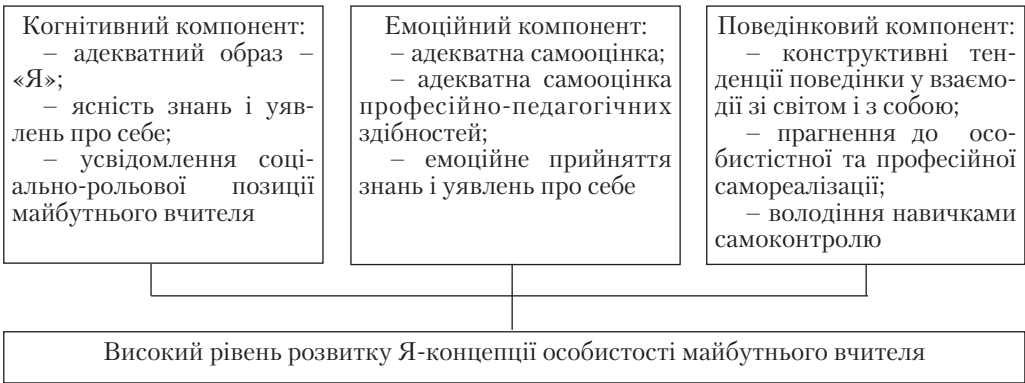 Когнітивний компонент:
– адекватний образ –
«Я»;
– ясність знань і уяв-
лень про себе;
– усвідомлення соці-
ально-рольової позиції
майбутнього вчителя
Емоційний компонент:
– адекватна самооцінка;
– адекватна самооцінка
професійно-педагогічних
здібностей;
– емоційне прийняття
знань і уявлень про себе
Поведінковий компонент:
– конструктивні тен-
денції поведінки у взаємо-
дії зі світом і з собою;
– прагнення до осо-
бистістної та професійної
самореалізації;
– володіння навичками
самоконтролю
Високий рівень розвитку Я-концепції особистості майбутнього вчителя